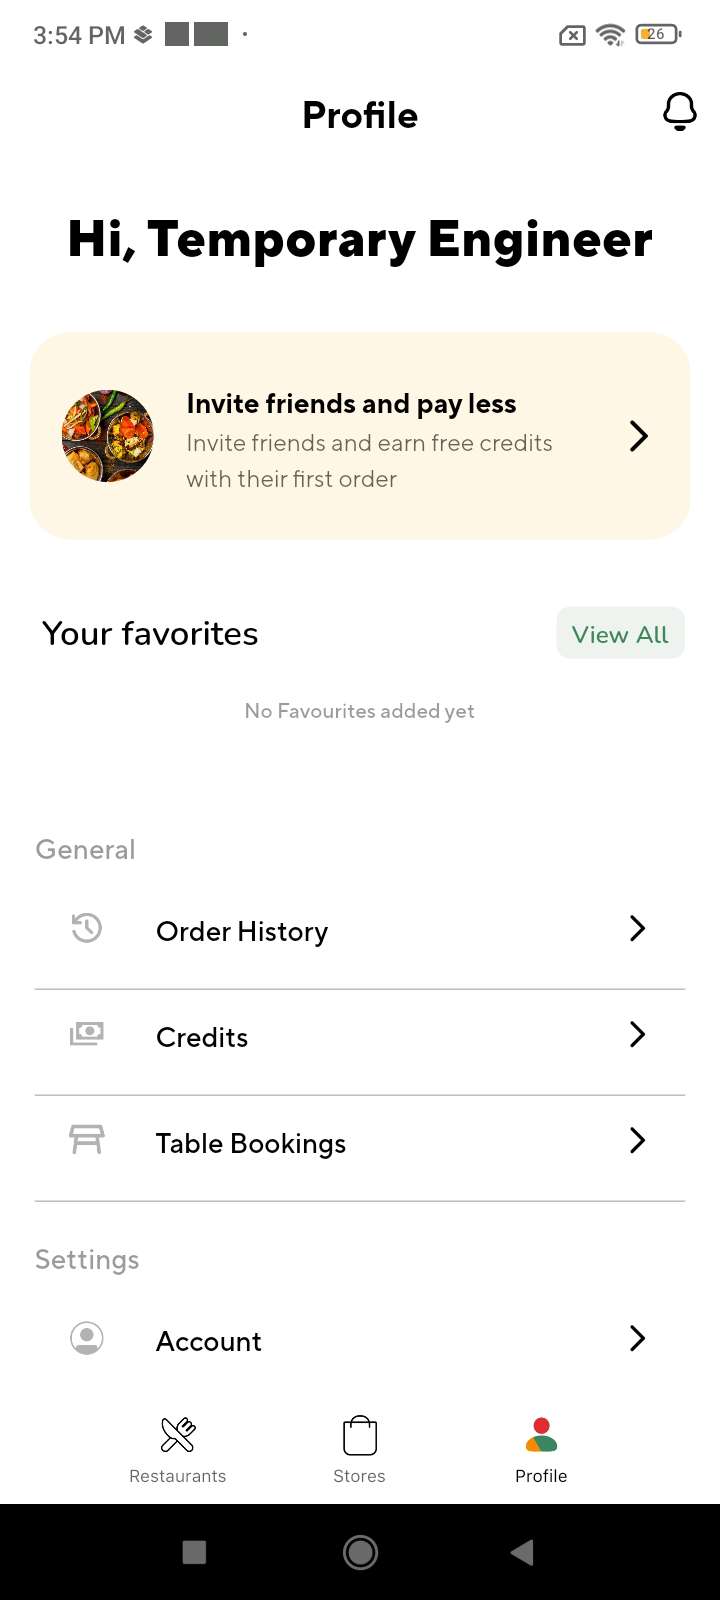 3:54 PM
26
Profile
Hi, Temporary Engineer
Invite friends and pay less
Invite friends and earn free credits
with their first order
Your favorites
View All
No Favourites added yet
General
Order History
Credits
Table Bookings
Settings
Account
Restaurants
Stores
Profile